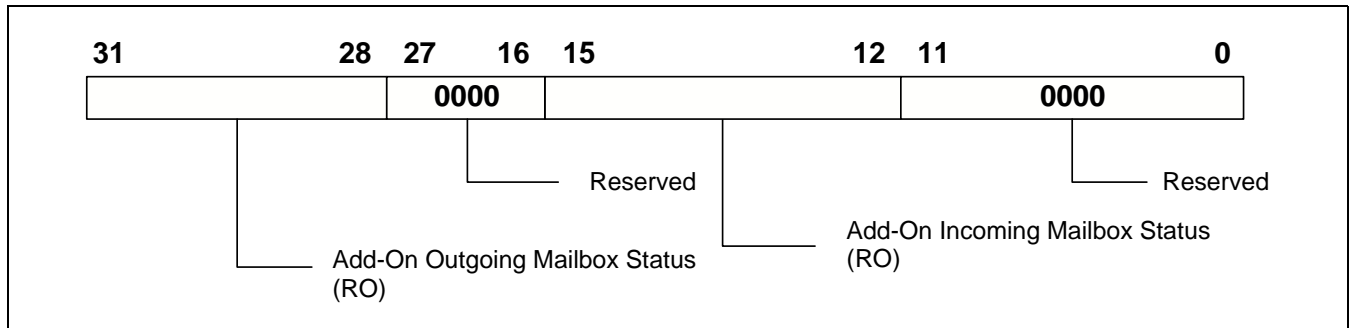 31 28 27 16 15 12 11 0
0000 0000
Reserved Reserved
Add-On Incoming Mailbox Status
(RO)
Add-On Outgoing Mailbox Status
(RO)